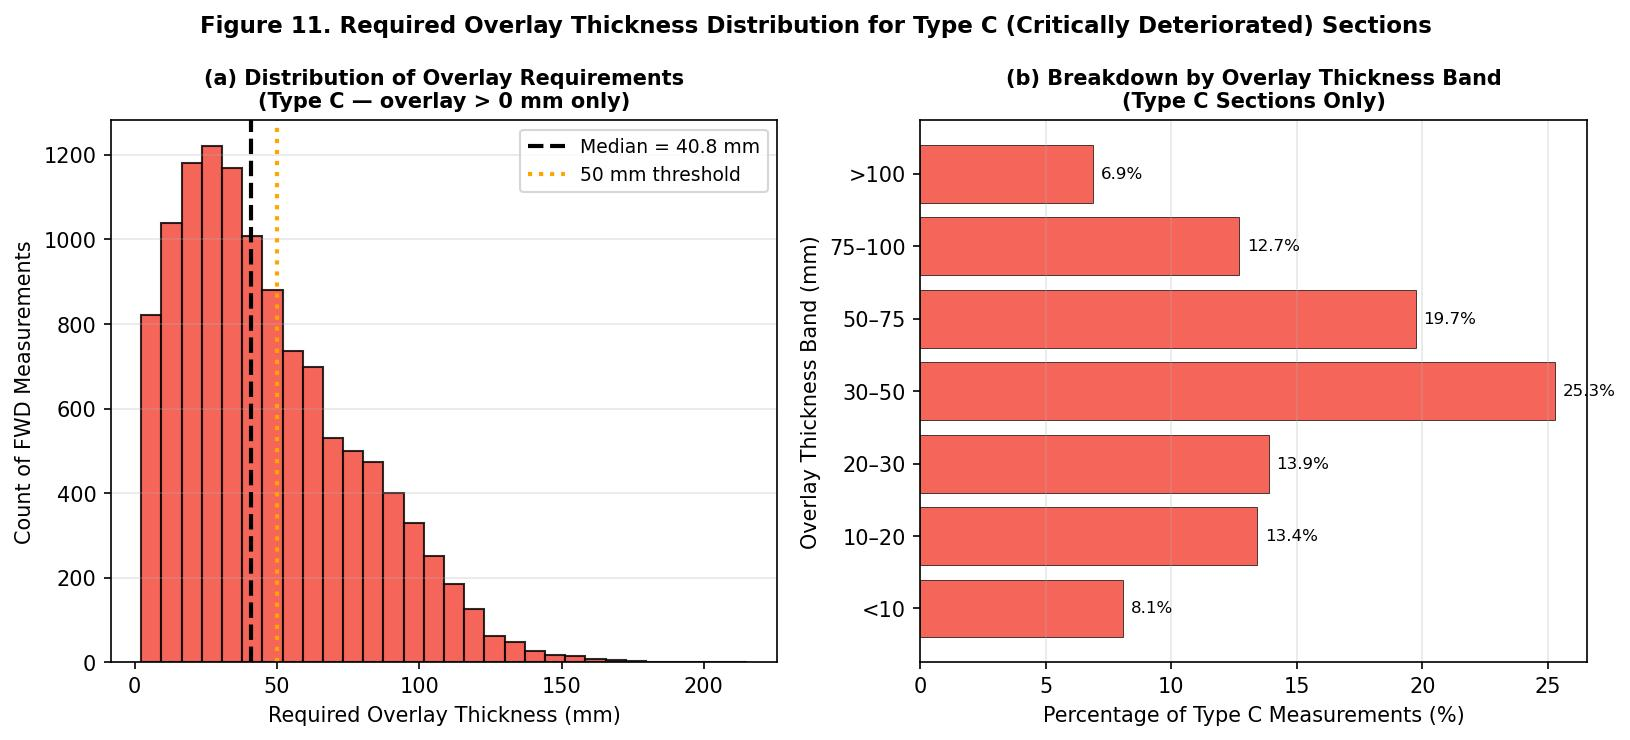 Figure 11. Required Overlay Thickness Distribution for Type C (Critically Deteriorated) Sections
(a) Distribution of Overlay Requirements
(Type C — overlay > 0 mm only)
Median = 40.8 mm
50 mm threshold
Count of FWD Measurements
1200
1000
800
600
400
200
0
0 50 100 150 200
Required Overlay Thickness (mm)
(b) Breakdown by Overlay Thickness Band
(Type C Sections Only)
Overlay Thickness Band (mm)
>100 6.9%
75–100 12.7%
50–75 19.7%
30–50 25.3%
20–30 13.9%
10–20 13.4%
<10 8.1%
0 5 10 15 20 25
Percentage of Type C Measurements (%)